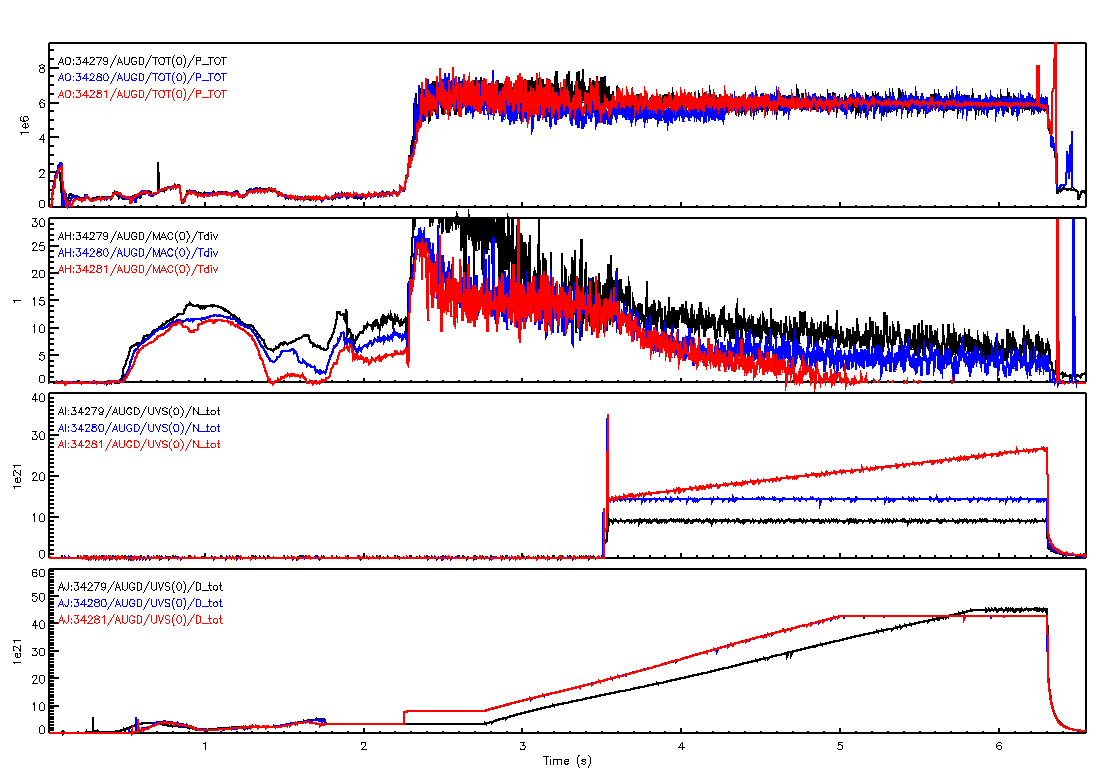 AO:34279/AUGD/TOT(0)/P_TOT
AO:34280/AUGD/TOT(0)/P_TOT
AO:34281/AUGD/TOT(0)/P_TOT
8
6
4
2
0
1e6
AH:34279/AUGD/MAC(0)/Tdiv
AH:34280/AUGD/MAC(0)/Tdiv
AH:34281/AUGD/MAC(0)/Tdiv
30
25
20
15
10
5
0
1
AI:34279/AUGD/UVS(0)/N_tot
AI:34280/AUGD/UVS(0)/N_tot
AI:34281/AUGD/UVS(0)/N_tot
40
30
20
10
0
1e21
AJ:34279/AUGD/UVS(0)/D_tot
AJ:34280/AUGD/UVS(0)/D_tot
AJ:34281/AUGD/UVS(0)/D_tot
60
50
40
30
20
10
0
1e21
1 2 3 4 5 6
Time (s)